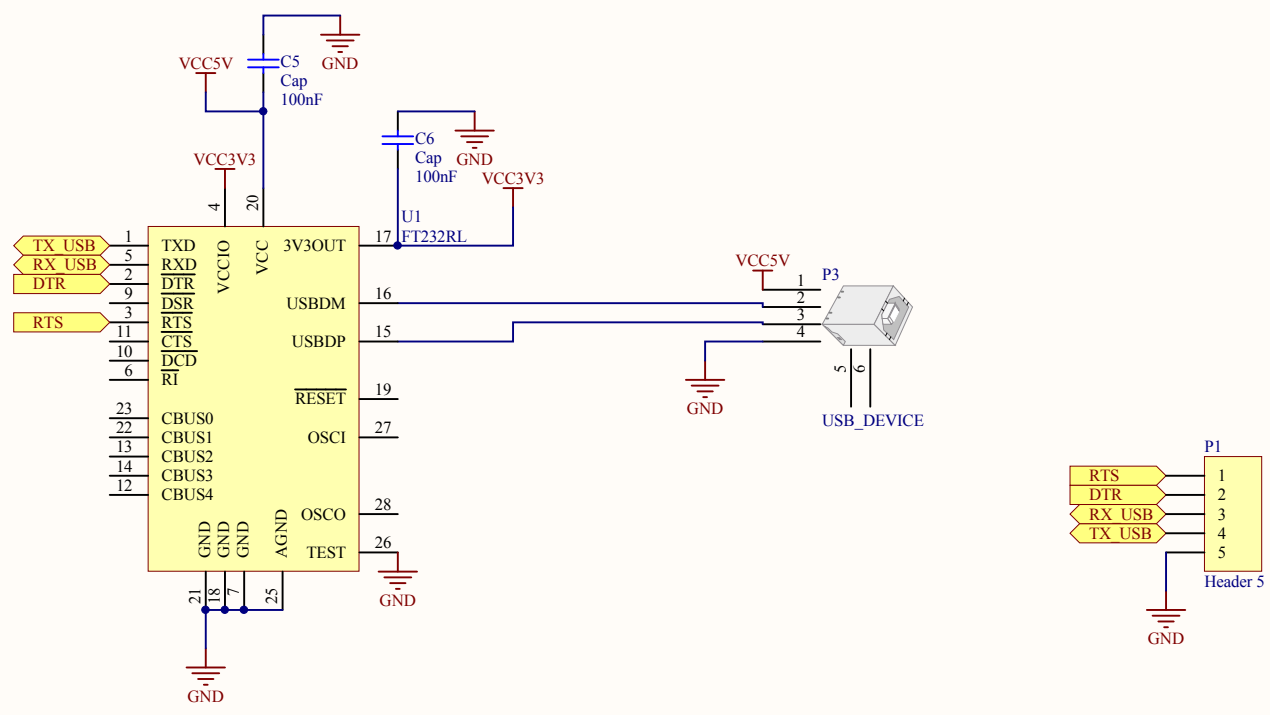 GND
VCC5V
C5
Cap
100nF
C6
Cap
100nF
GND
VCC3V3
VCC3V3
4
20
U1
FT232RL
TX_USB 1 TXD
RX_USB 5 RXD
DTR 2 DTR
9 DSR
RTS 3 RTS
11 CTS
10 DCD
6 RI
23 CBUS0
22 CBUS1
13 CBUS2
14 CBUS3
12 CBUS4
VCCIO
VCC
3V3OUT 17
USBDM 16
USBDP 15
RESET 19
OSCI 27
OSCO 28
TEST 26
GND
GND
GND
GND
AGND
21
18
7
25
GND
VCC5V
P3
1
2
3
4
5
6
GND
USB_DEVICE
P1
RTS 1
DTR 2
RX_USB 3
TX_USB 4
5
Header 5
GND